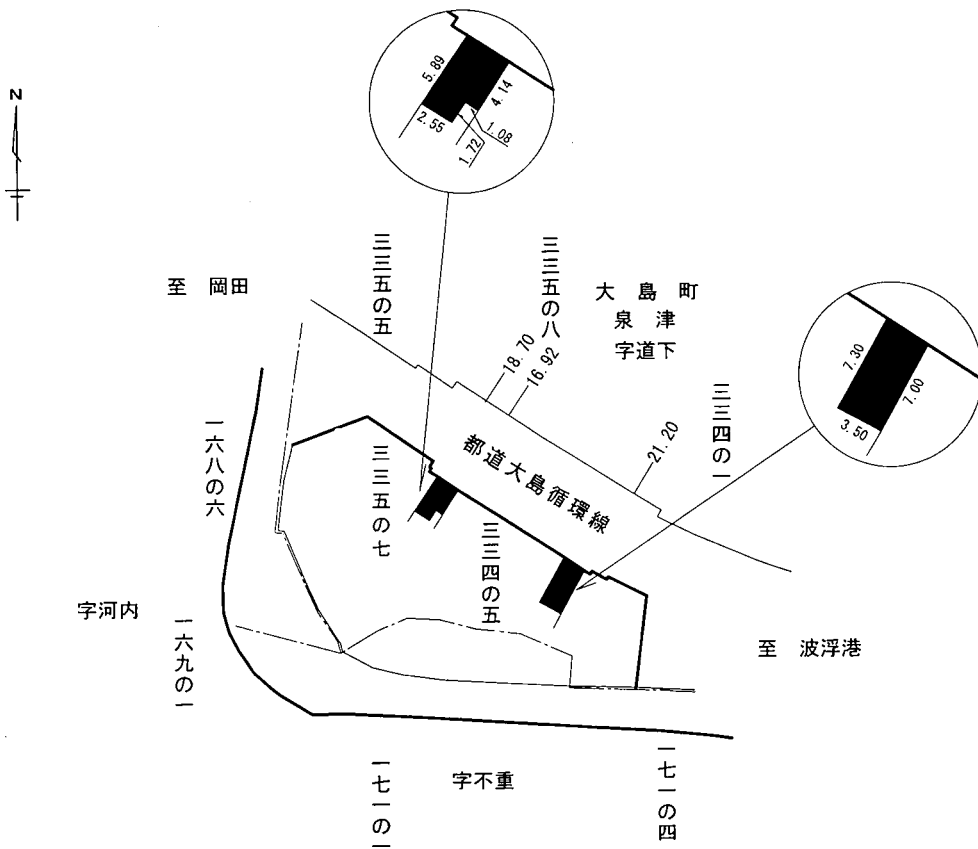 N
5.89
4.14
2.55
1.08
1.72
三三五の五
三三五の八
至　岡田
大島町
泉津
字道下
18.70
16.92
21.20
三三四の一
7.30
7.00
3.50
都道大島循環線
一六八の六
三三五の七
三三四の五
字河内
一六九の一
至　波浮港
字不重
一七一の一
一七一の四